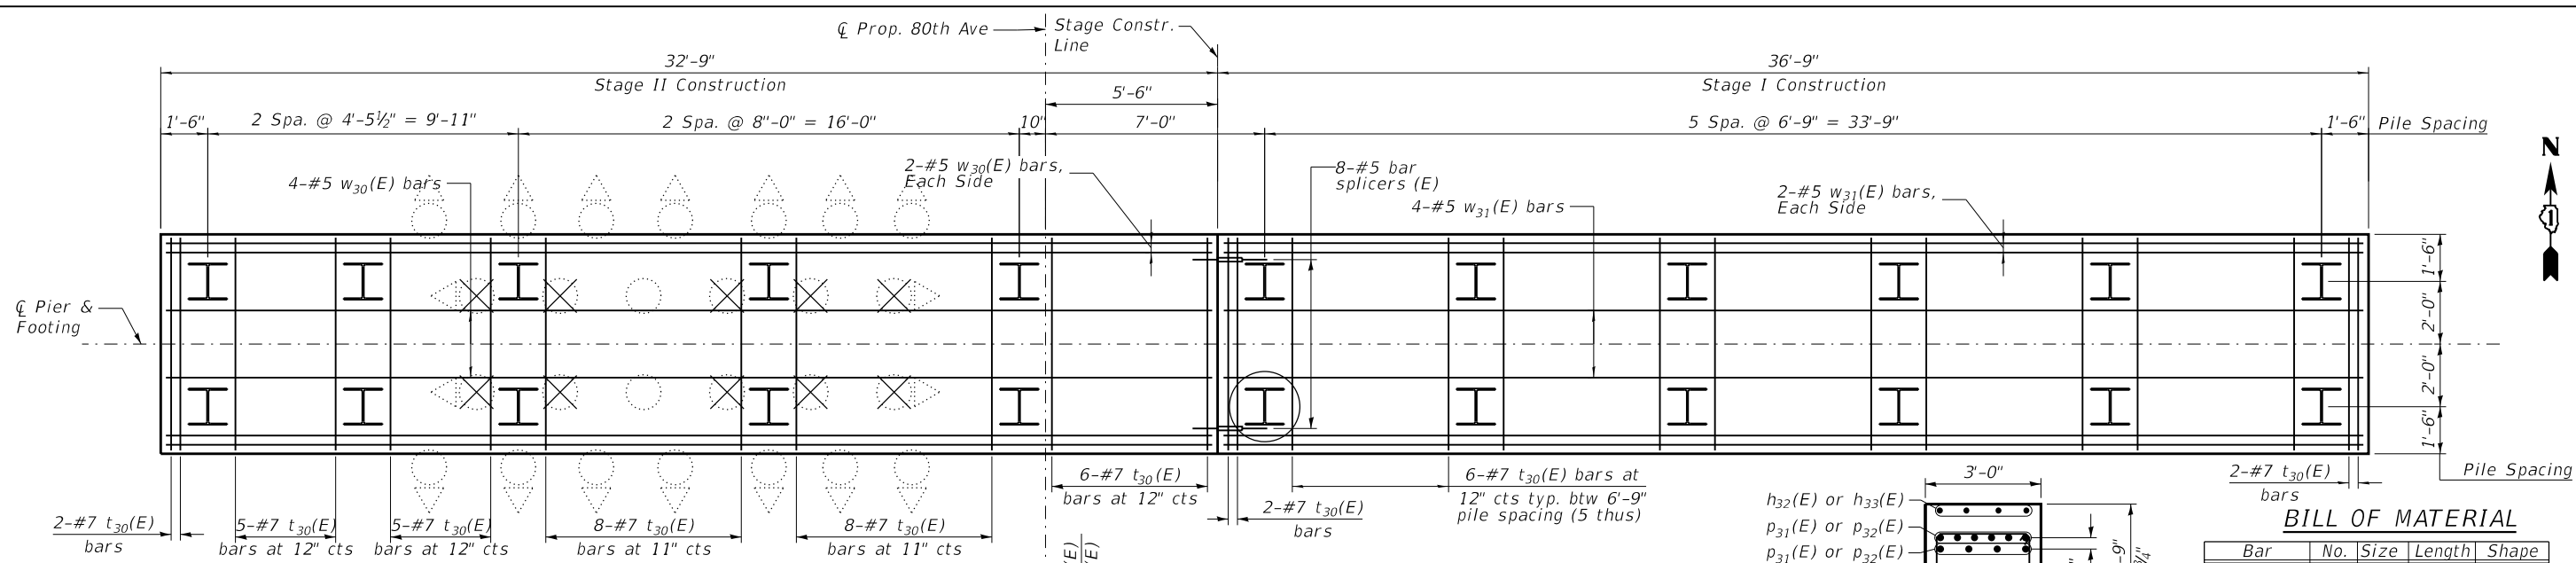 ℄ Prop. 80th Ave
Stage Constr.
Line
32'-9"
Stage II Construction
36'-9"
Stage I Construction
5'-6"
1'-6"
2 Spa. @ 4'-5½" = 9'-11"
2 Spa. @ 8"-0" = 16'-0"
10"
7'-0"
5 Spa. @ 6'-9" = 33'-9"
1'-6"
Pile Spacing
N
1
4-#5 w30(E) bars
2-#5 w30(E) bars,
Each Side
8-#5 bar
splicers (E)
4-#5 w31(E) bars
2-#5 w31(E) bars,
Each Side
℄ Pier &
Footing
1'-6"
2'-0"
2'-0"
1'-6"
Pile Spacing
2-#7 t30(E)
bars
5-#7 t30(E)
bars at 12" cts
5-#7 t30(E)
bars at 12" cts
8-#7 t30(E)
bars at 11" cts
8-#7 t30(E)
bars at 11" cts
6-#7 t30(E)
bars at 12" cts
2-#7 t30(E)
bars
6-#7 t30(E) bars at
12" cts typ. btw 6'-9"
pile spacing (5 thus)
2-#7 t30(E)
bars
3'-0"
h32(E) or h33(E)
p31(E) or p32(E)
p31(E) or p32(E)
BILL OF MATERIAL
Bar No. Size Length Shape